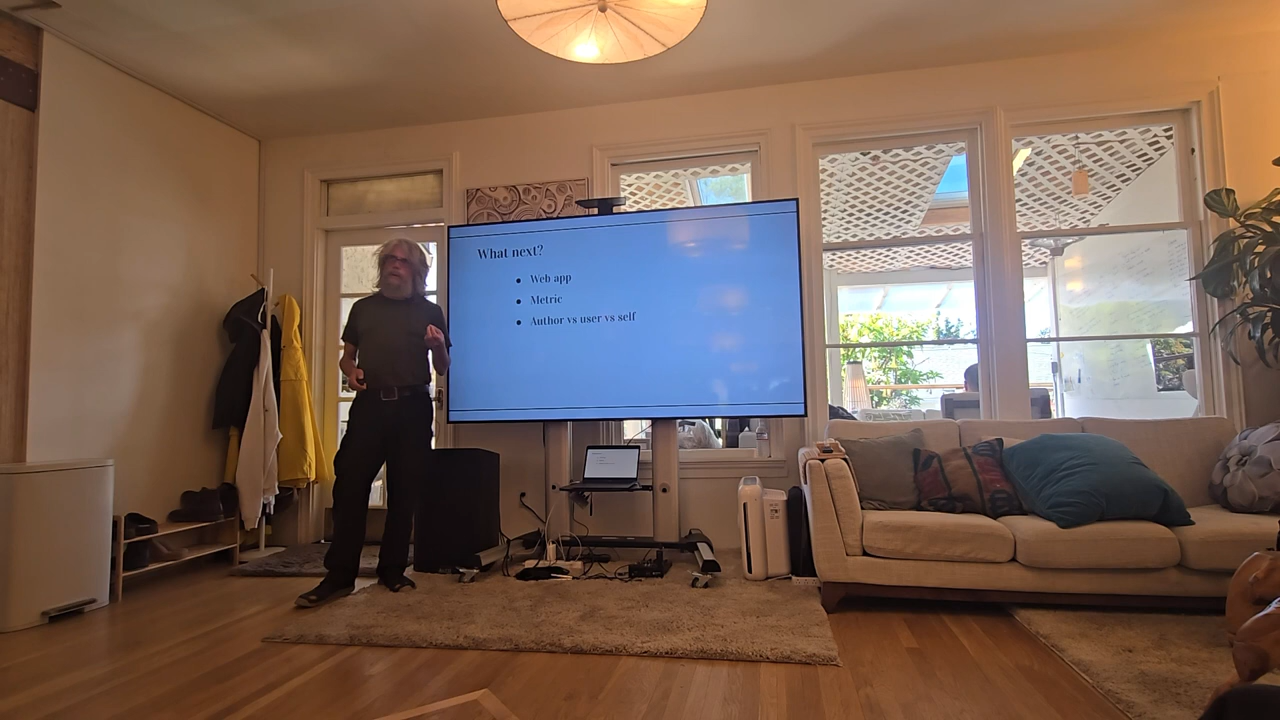 What next?
● Web app
● Metric
● Author vs user vs self